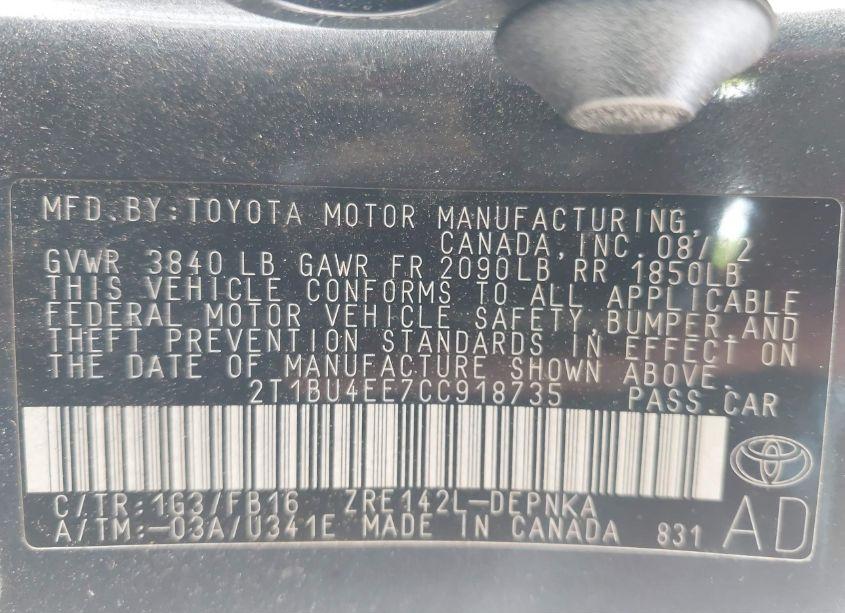 MFD.BY:TOYOTA MOTOR MANUFACTURING,
CANADA, INC. 08/12
GVWR 3840 LB GAWR FR 2090LB RR 1850LB
THIS VEHICLE CONFORMS TO ALL APPLICABLE
FEDERAL MOTOR VEHICLE SAFETY, BUMPER AND
THEFT PREVENTION STANDARDS IN EFFECT ON
THE DATE OF MANUFACTURE SHOWN ABOVE.
2T1BU4EE7CC918735 PASS.CAR
C/TR:1G3/FB16 ZRE142L-DEPNKA
A/TM:-03A/U341E MADE IN CANADA 831 AD